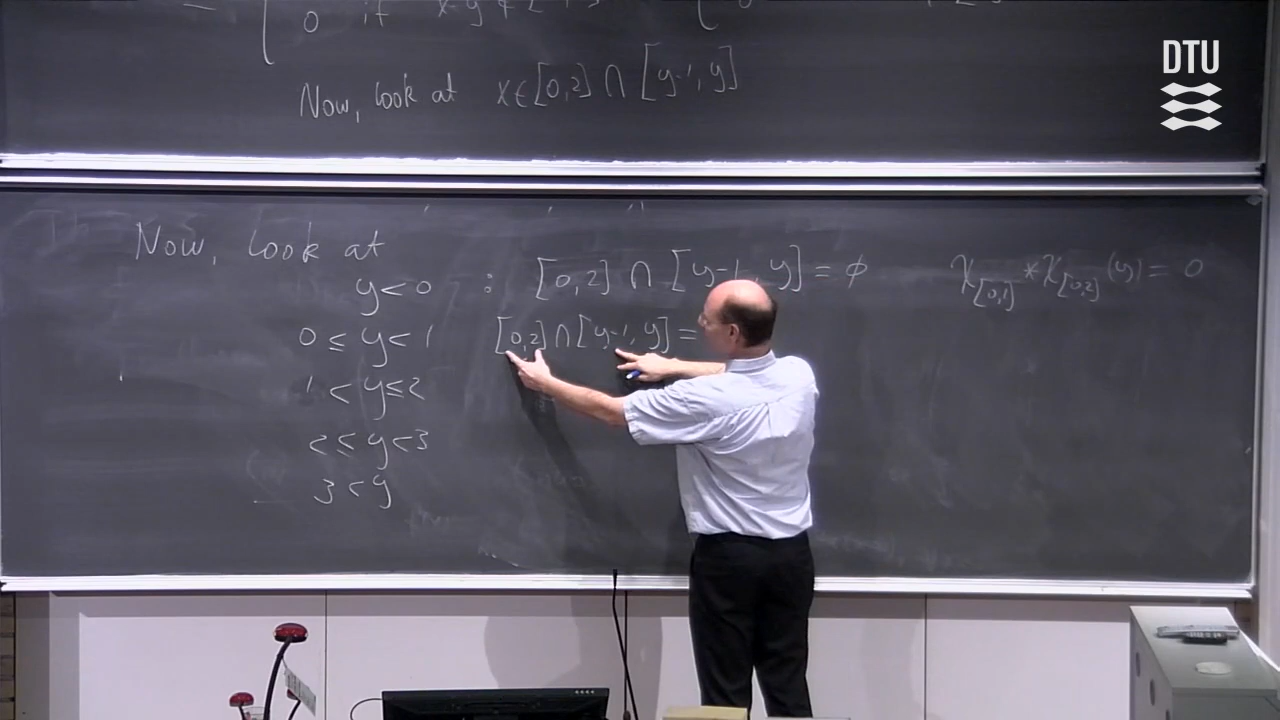 0 if x-y
Now, look at x∈[0,2] ∩ [y-1, y]
DTU
Now, look at
y<0 : [0,2] ∩ [y-1, y] = ϕ χ[0,1] * χ[0,2] (y) = 0
0 ≤ y < 1 [0,2] ∩ [y-1, y] =
1 < y ≤ 2
2 ≤ y < 3
3 < y